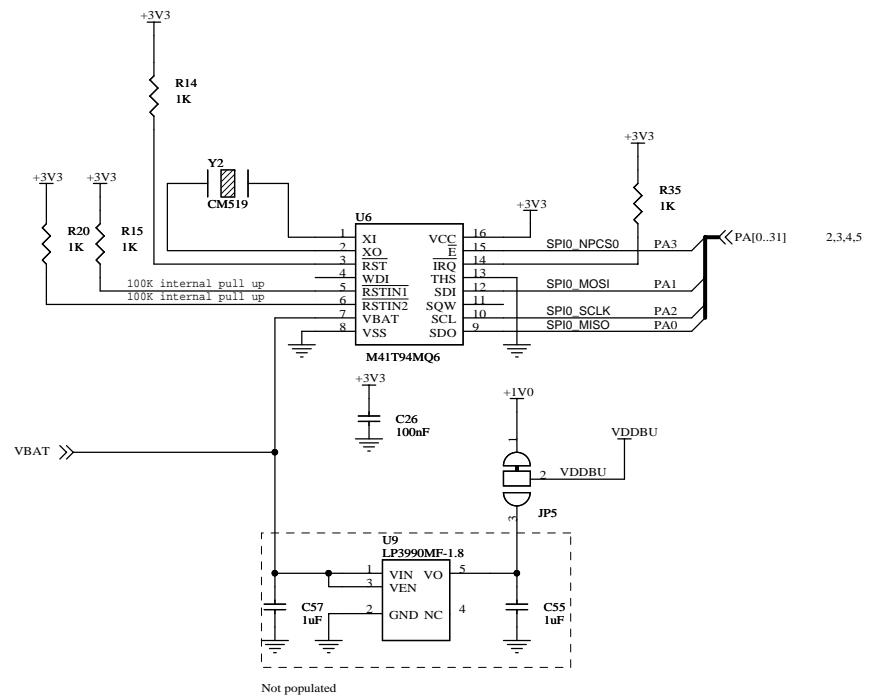 +3V3
R14
1K
+3V3
Y2
CM519
+3V3
+3V3
R35
1K
R20
1K
R15
1K
+3V3
U6
PA[0..31]
2,3,4,5
1
XI
VCC
16
2
XO
E
15
SPI0_NPCS0
PA3
3
RST
IRQ
14
4
WDI
THS
13
100K internal pull up
5
RSTIN1
SDI
12
SPI0_MOSI
PA1
100K internal pull up
6
RSTIN2
SQW
11
7
VBAT
SCL
10
SPI0_SCLK
PA2
8
VSS
SDO
9
SPI0_MISO
PA0
M41T94MQ6
+3V3
C26
100nF
+1V0
1
VDDBU
VBAT
2
VDDBU
3
JP5
U9
LP3990MF-1.8
1
VIN
VO
5
3
VEN
2
GND
NC
4
C57
1uF
C55
1uF
Not populated